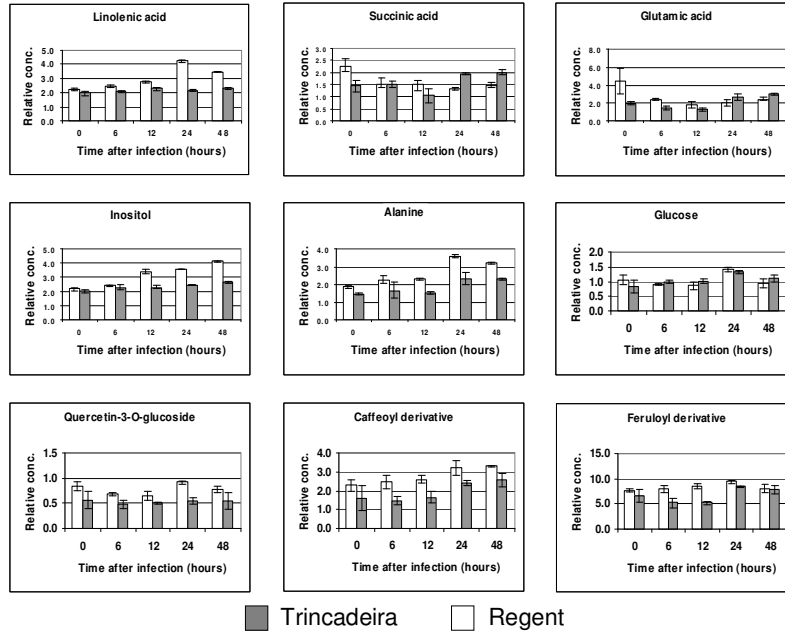 Linolenic acid
Relative conc.
5.0
4.0
3.0
2.0
1.0
0.0
0 6 12 24 48
Time after infection (hours)
Succinic acid
Relative conc.
3.0
2.5
2.0
1.5
1.0
0.5
0.0
0 6 12 24 48
Time after infection (hours)
Glutamic acid
Relative conc.
8.0
6.0
4.0
2.0
0.0
0 6 12 24 48
Time after infection (hours)
Inositol
Relative conc.
5.0
4.0
3.0
2.0
1.0
0.0
0 6 12 24 48
Time after infection (hours)
Alanine
Relative conc.
4.0
3.0
2.0
1.0
0.0
0 6 12 24 48
Time after infection (hours)
Glucose
Relative conc.
2.0
1.5
1.0
0.5
0.0
0 6 12 24 48
Time after infection (hours)
Quercetin-3-O-glucoside
Relative conc.
1.5
1.0
0.5
0.0
0 6 12 24 48
Time after infection (hours)
Caffeoyl derivative
Relative conc.
4.0
3.0
2.0
1.0
0.0
0 6 12 24 48
Time after infection (hours)
Feruloyl derivative
Relative conc.
15.0
10.0
5.0
0.0
0 6 12 24 48
Time after infection (hours)
Trincadeira Regent